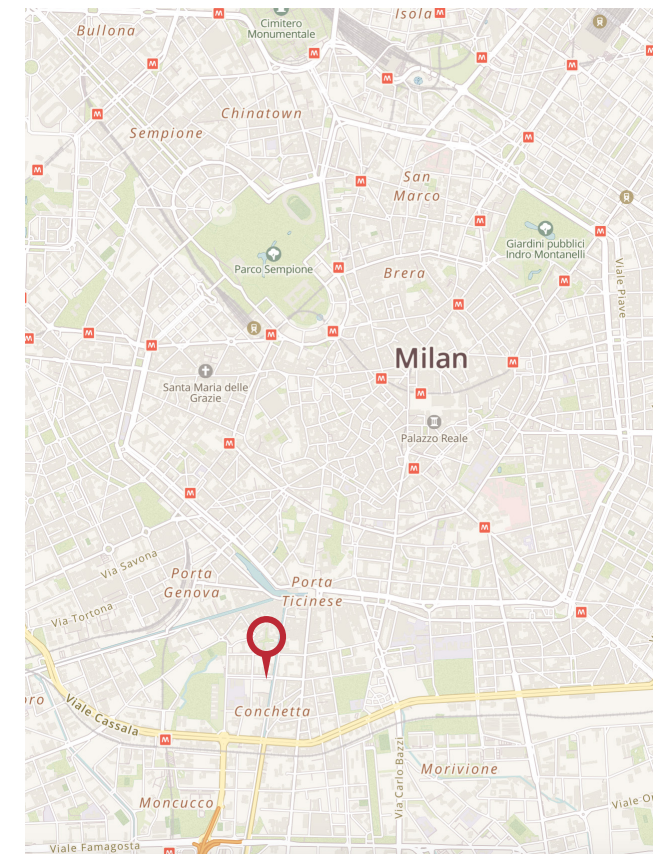 Cimitero
Monumentale
Isola
Bullona
Chinatown
Sempione
San
Marco
Giardini pubblici
Indro Montanelli
Parco Sempione
Brera
Viale Piave
Milan
Santa Maria delle
Grazie
Palazzo Reale
Via Savona
Porta
Genova
Porta
Ticinese
Via Tortona
oro
Viale Cassala
Conchetta
Via Carlo Bazzi
Morivione
Moncucco
Viale O
Viale Famagosta